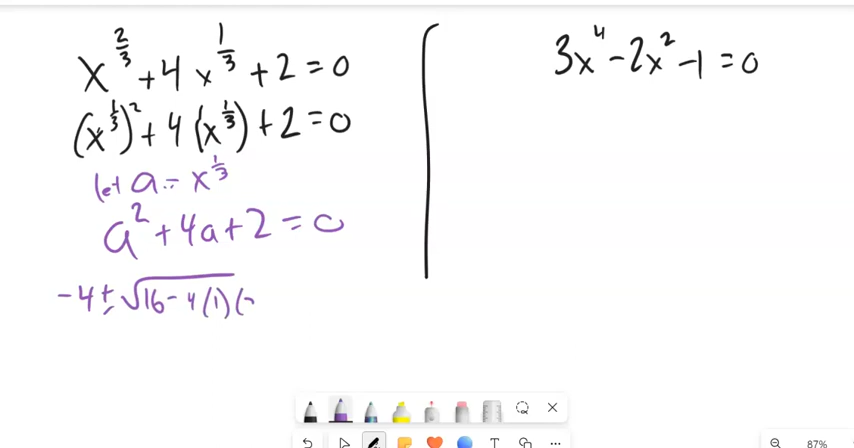 x^{2/3} + 4x^{1/3} + 2 = 0
(x^{1/3})^2 + 4(x^{1/3}) + 2 = 0
let a = x^{1/3}
a^2 + 4a + 2 = 0
-4 ± √16 - 4(1)(
3x^4 - 2x^2 - 1 = 0
T
87%